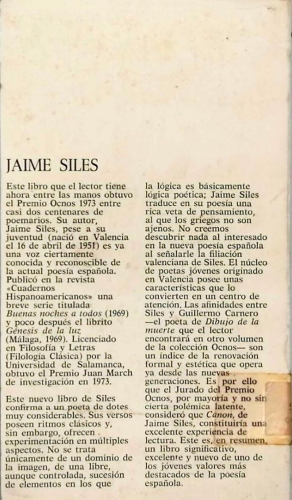 JAIME SILES
Este libro que el lector tiene
ahora entre las manos obtuvo
el Premio Ocnos 1973 entre
casi dos centenares de
poemarios. Su autor,
Jaime Siles, pese a su
juventud (nació en Valencia
el 16 de abril de 1951) es ya
una voz ciertamente
conocida y reconocible de
la actual poesía española.
Publicó en la revista
«Cuadernos
Hispanoamericanos» una
breve serie titulada
Buenas noches a todos (1969)
y poco después el librito
Génesis de la luz
(Málaga, 1969). Licenciado
en Filosofía y Letras
(Filología Clásica) por la
Universidad de Salamanca,
obtuvo el Premio Juan March
de investigación en 1973.
Este nuevo libro de Siles
confirma a un poeta de dotes
muy considerables. Sus versos
poseen ritmos clásicos y,
sin embargo, ofrecen
experimentación en múltiples
aspectos. No se trata
únicamente de un dominio de
la imagen, de una libre,
aunque controlada, sucesión
de elementos en los que
la lógica es básicamente
lógica poética; Jaime Siles
traduce en su poesía una
rica veta de pensamiento,
al que los griegos no son
ajenos. No creemos
descubrir nada al interesado
en la nueva poesía española
al señalarle la filiación
valenciana de Siles. El núcleo
de poetas jóvenes originado
en Valencia posee unas
características que lo
convierten en un centro de
atención. Las afinidades entre
Siles y Guillermo Carnero
—el poeta de Dibujo de la
muerte que el lector
encontrará en otro volumen
de la colección Ocnos— son
un índice de la renovación
formal y estética que opera
ya desde las nuevas
generaciones. Es por ello
que el Jurado del Premio
Ocnos, por mayoría y no sin
cierta polémica latente,
consideró que Canon, de
Jaime Siles, constituiría una
excelente experiencia de
lectura. Este es, en resumen,
un libro significativo,
excelente y nuevo de uno de
los jóvenes valores más
destacados de la poesía
española.